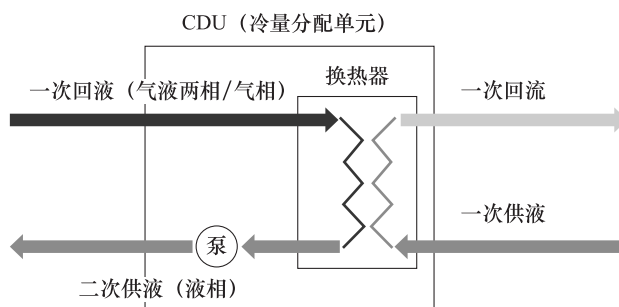 CDU（冷量分配单元）
换热器
一次回液（气液两相/气相）
一次回流
一次供液
泵
二次供液（液相）